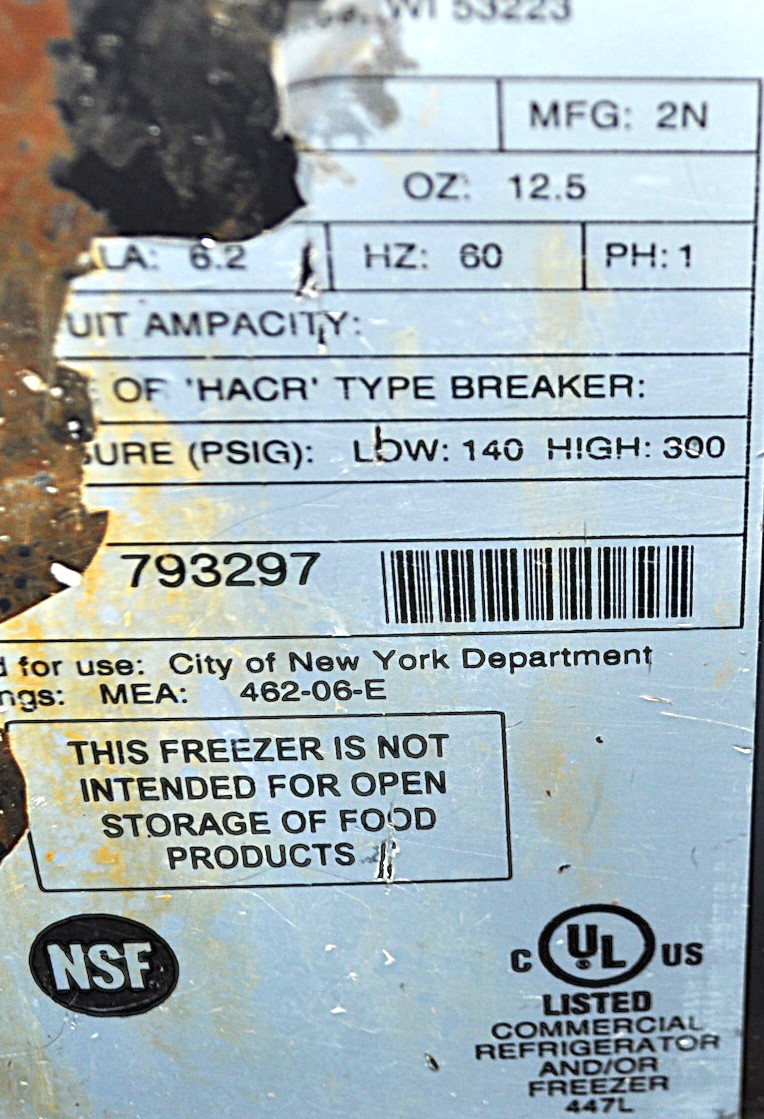 WI 53223
MFG: 2N
OZ: 12.5
LA: 6.2 HZ: 60 PH: 1
UIT AMPACITY:
OF 'HACR' TYPE BREAKER:
SURE (PSIG): LOW: 140 HIGH: 300
793297
d for use: City of New York Department
ngs: MEA: 462-06-E
THIS FREEZER IS NOT
INTENDED FOR OPEN
STORAGE OF FOOD
PRODUCTS
NSF
C UL US
LISTED
COMMERCIAL
REFRIGERATOR
AND/OR
FREEZER
447L